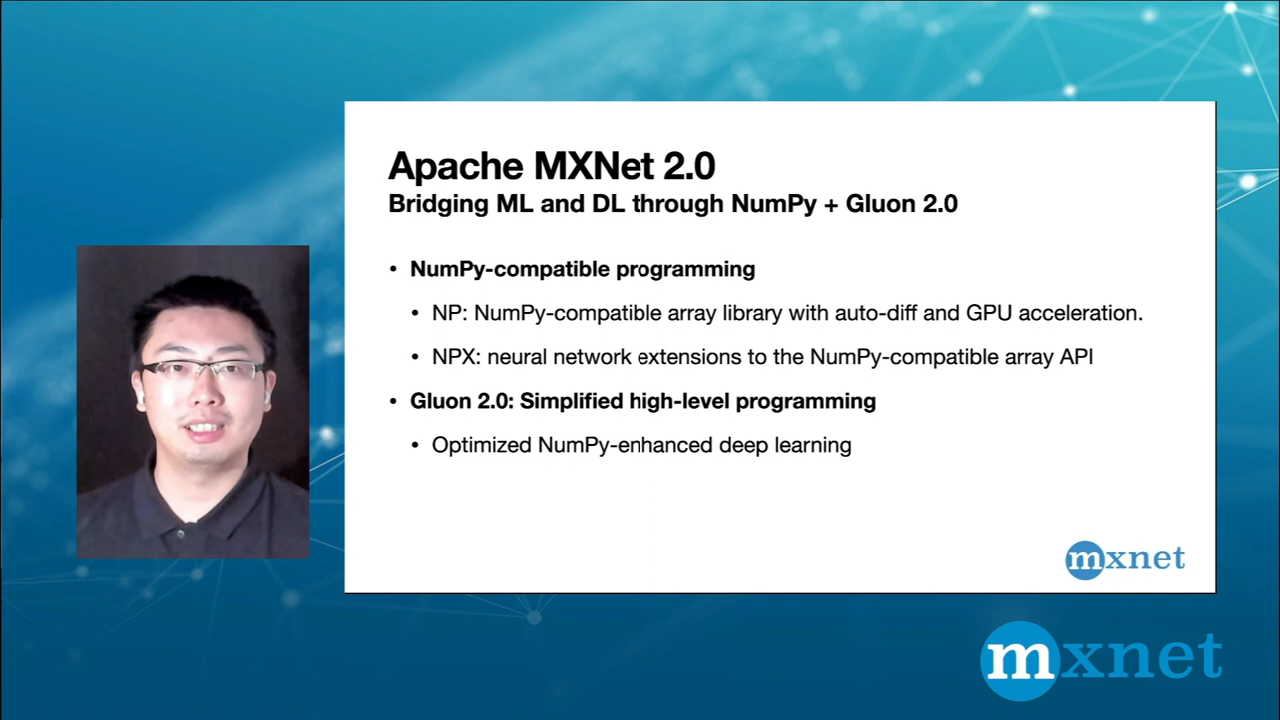 Apache MXNet 2.0
Bridging ML and DL through NumPy + Gluon 2.0
• NumPy-compatible programming
• NP: NumPy-compatible array library with auto-diff and GPU acceleration.
• NPX: neural network extensions to the NumPy-compatible array API
• Gluon 2.0: Simplified high-level programming
• Optimized NumPy-enhanced deep learning
mxnet
mxnet